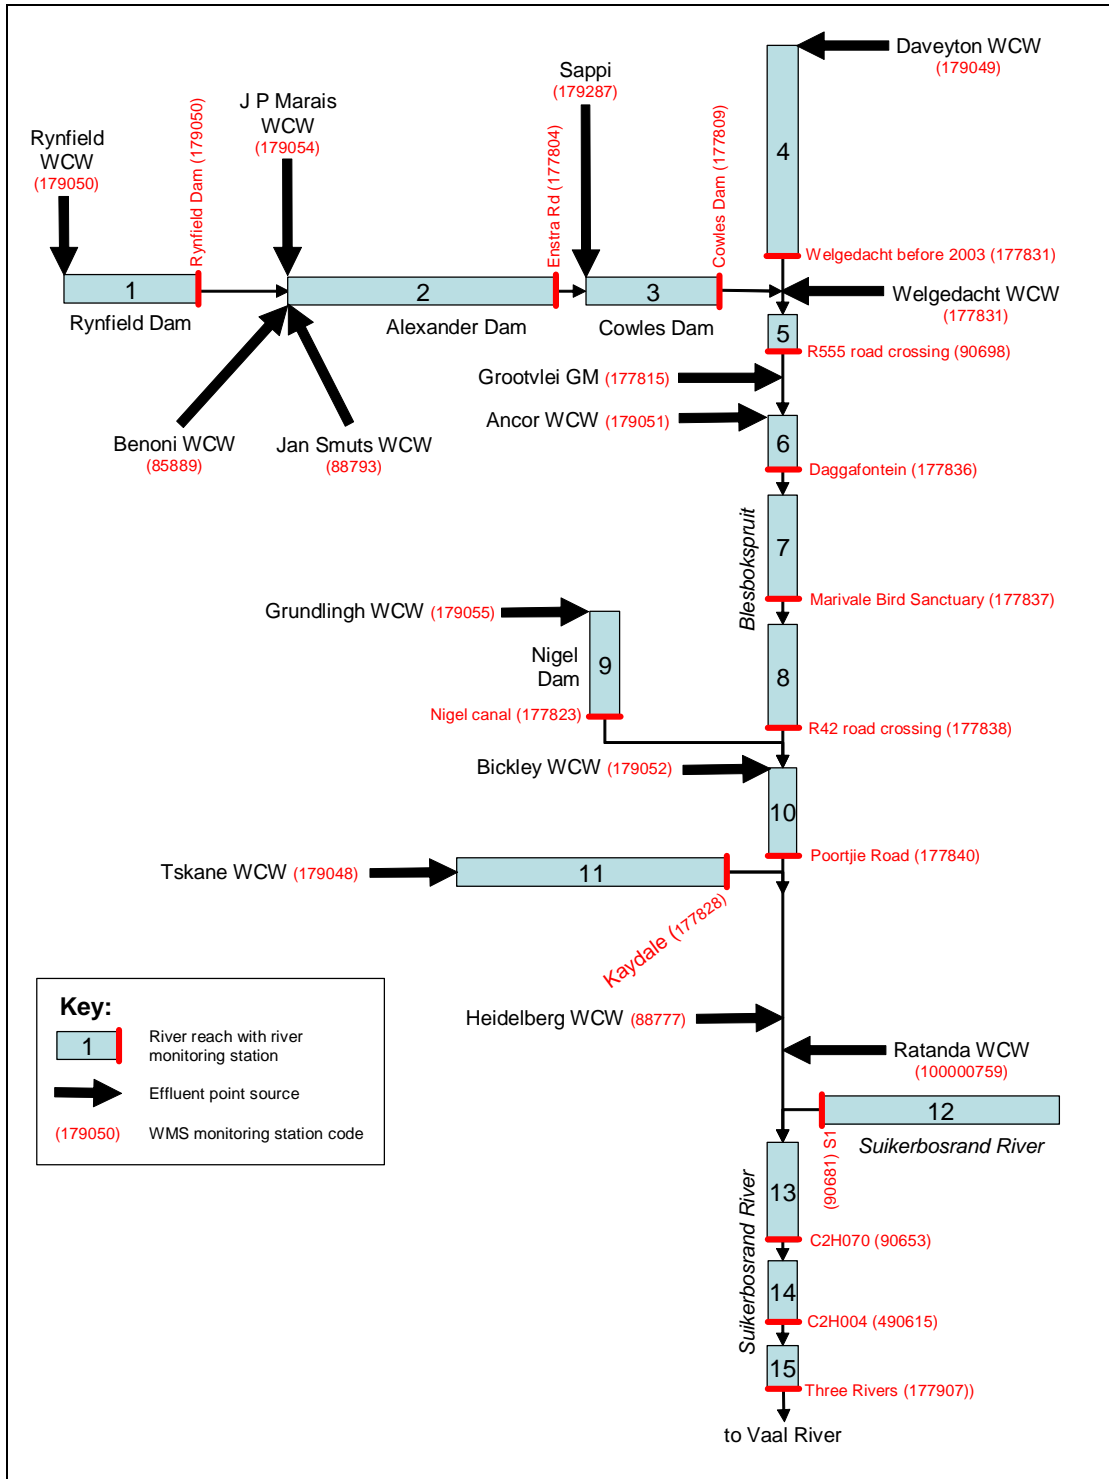 Daveyton WCW
(179049)
Sappi
(179287)
J P Marais
WCW
(179054)
Rynfield
WCW
(179050)
Rynfield Dam (179050)
Enstra Rd (177804)
Cowles Dam (177809)
4
Welgedacht before 2003 (177831)
1
2
3
Welgedacht WCW
(177831)
Rynfield Dam
Alexander Dam
Cowles Dam
5
R555 road crossing (90698)
Grootvlei GM (177815)
Ancor WCW (179051)
Benoni WCW
(85889)
Jan Smuts WCW
(88793)
6
Daggafontein (177836)
7
Blesbokspruit
Marivale Bird Sanctuary (177837)
Grundlingh WCW (179055)
Nigel
Dam
9
8
Nigel canal (177823)
R42 road crossing (177838)
Bickley WCW (179052)
10
Poortjie Road (177840)
Tskane WCW (179048)
11
Kaydale (177828)
Key:
1
River reach with river
monitoring station
Effluent point source
(179050)
WMS monitoring station code
Heidelberg WCW (88777)
Ratanda WCW
(100000759)
12
Suikerbosrand River
(90681) S1
13
Suikerbosrand River
C2H070 (90653)
14
C2H004 (490615)
15
Three Rivers (177907))
to Vaal River